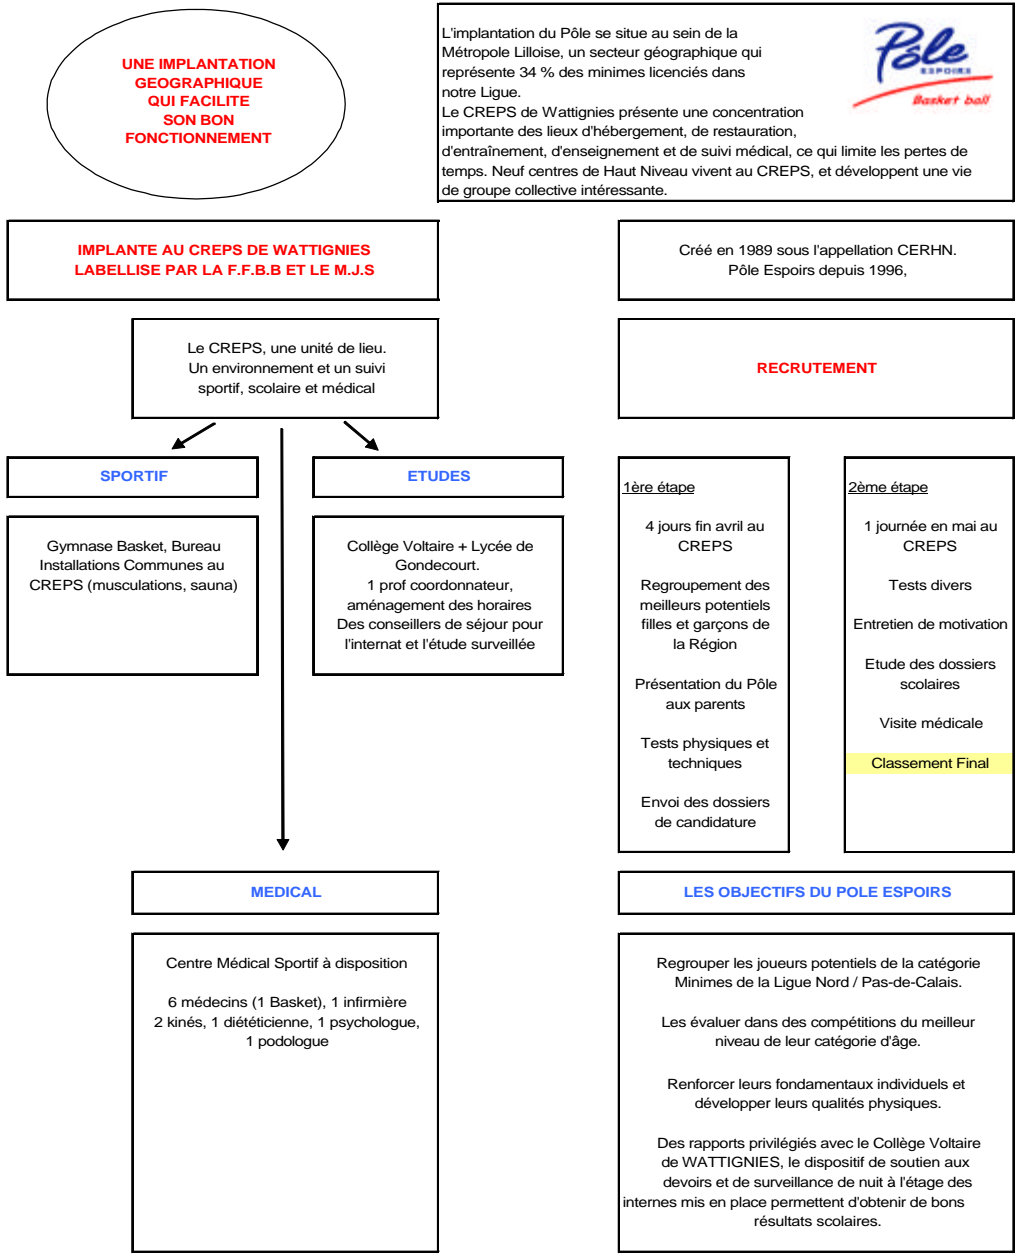 UNE IMPLANTATION
GEOGRAPHIQUE
QUI FACILITE
SON BON
FONCTIONNEMENT
L'implantation du Pôle se situe au sein de la
Métropole Lilloise, un secteur géographique qui
représente 34 % des minimes licenciés dans
notre Ligue.
Le CREPS de Wattignies présente une concentration
importante des lieux d'hébergement, de restauration,
d'entraînement, d'enseignement et de suivi médical, ce qui limite les pertes de
temps. Neuf centres de Haut Niveau vivent au CREPS, et développent une vie
de groupe collective intéressante.
Pôle
ESPOIRS
Basket ball
IMPLANTE AU CREPS DE WATTIGNIES
LABELLISE PAR LA F.F.B.B ET LE M.J.S
Créé en 1989 sous l'appellation CERHN.
Pôle Espoirs depuis 1996,
Le CREPS, une unité de lieu.
Un environnement et un suivi
sportif, scolaire et médical
RECRUTEMENT
SPORTIF
Gymnase Basket, Bureau
Installations Communes au
CREPS (musculations, sauna)
ETUDES
Collège Voltaire + Lycée de
Gondecourt.
1 prof coordonnateur,
aménagement des horaires
Des conseillers de séjour pour
l'internat et l'étude surveillée
1ère étape
4 jours fin avril au
CREPS
Regroupement des
meilleurs potentiels
filles et garçons de
la Région
Présentation du Pôle
aux parents
Tests physiques et
techniques
Envoi des dossiers
de candidature
2ème étape
1 journée en mai au
CREPS
Tests divers
Entretien de motivation
Etude des dossiers
scolaires
Visite médicale
Classement Final
MEDICAL
Centre Médical Sportif à disposition
6 médecins (1 Basket), 1 infirmière
2 kinés, 1 diététicienne, 1 psychologue,
1 podologue
LES OBJECTIFS DU POLE ESPOIRS
Regrouper les joueurs potentiels de la catégorie
Minimes de la Ligue Nord / Pas-de-Calais.
Les évaluer dans des compétitions du meilleur
niveau de leur catégorie d'âge.
Renforcer leurs fondamentaux individuels et
développer leurs qualités physiques.
Des rapports privilégiés avec le Collège Voltaire
de WATTIGNIES, le dispositif de soutien aux
devoirs et de surveillance de nuit à l'étage des
internes mis en place permettent d'obtenir de bons
résultats scolaires.